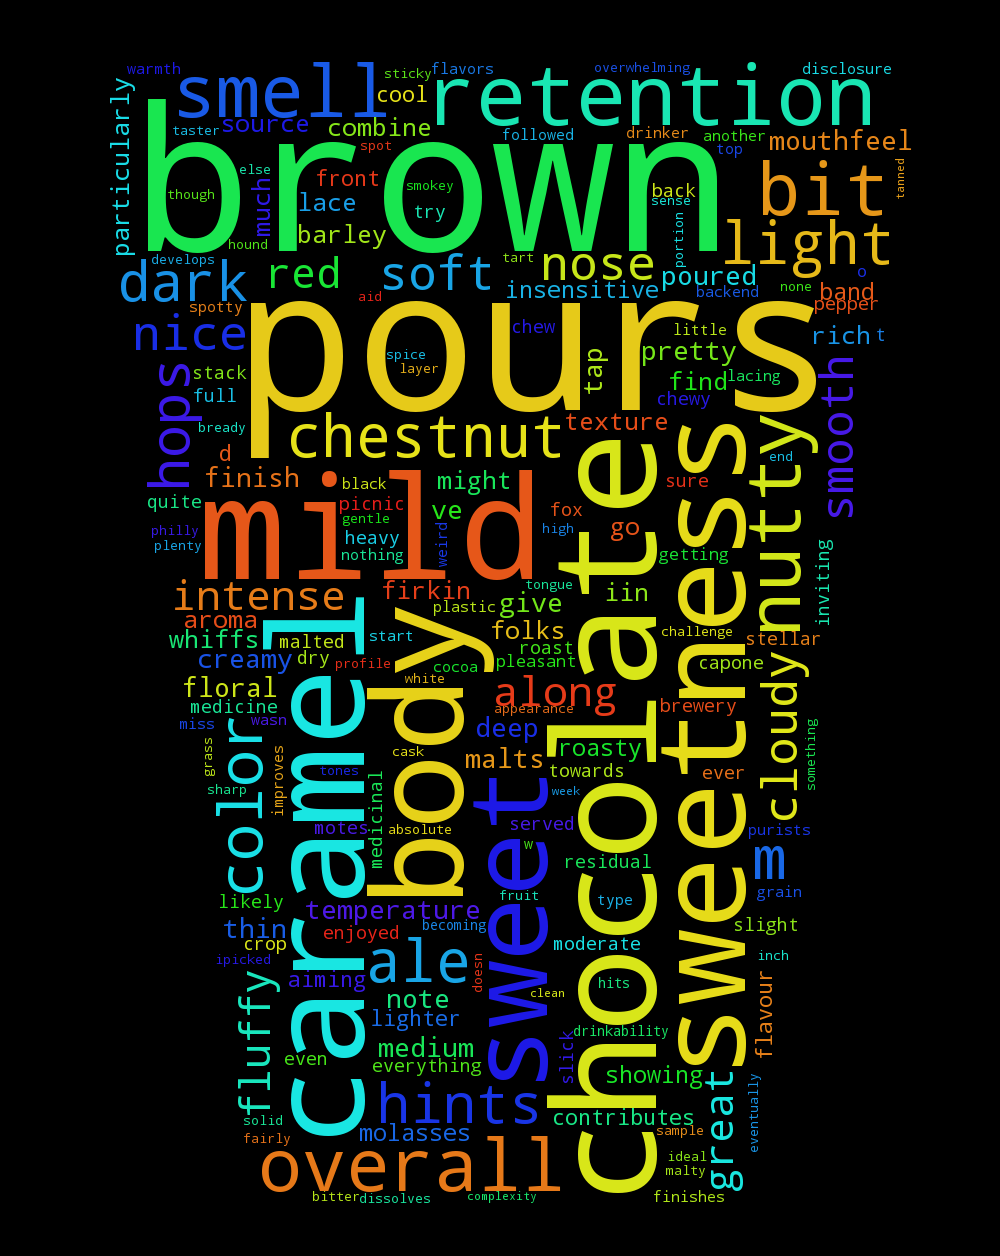 warmth
smell
sticky
flavors
overwhelming
disclosure
particularly
cool
retention
taster
source
combine
spot
followed
drinker
another
top
mouthfeel
brown
else
though
much
front
smokey
lace
try
barley
hound
back
sense
portion
bit
tanned
light
develops
dark
red
soft
tart
nose
insensitive
poured
backend
none
o
band
pepper
spotty
aid
nice
pours
chew
little
rich
t
spice
layer
tap
pretty
find
lacing
chewy
stack
full
hops
bready
chestnut
texture
smooth
d
finish
black
might
sure
end
nutty
quite
picnic
gentle
ve
fox
go
high
philly
plenty
mild
heavy
nothing
weird
getting
inviting
intense
firkin
tongue
iin
plastic
give
aroma
whiffs
malted
start
folks
challenge
stellar
creamy
dry
profile
cocoa
roast
pleasant
capone
floral
white
along
appearance
brewery
medicine
miss
wasn
color
caramel
body
deep
chocolate
sweetness
cloudy
something
grass
improves
cask
malts
roasty
towards
ever
sharp
tones
medicinal
sweet
week
motes
absolute
served
w
purists
residual
m
grain
likely
temperature
fruit
type
thin
enjoyed
becoming
slight
crop
moderate
ipicked
aiming
ale
doesn
clean
hits
inch
fluffy
note
lighter
drinkability
flavour
even
medium
everything
slick
showing
great
eventually
hints
contributes
solid
fairly
molasses
sample
overall
ideal
malty
bitter
dissolves
complexity
finishes